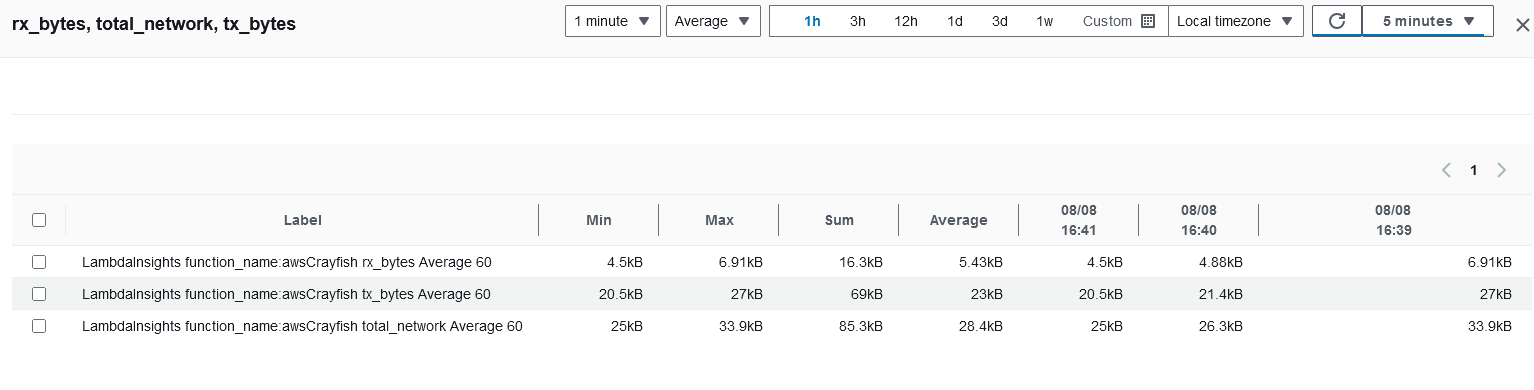 rx_bytes, total_network, tx_bytes
1 minute Average 1h 3h 12h 1d 3d 1w Custom Local timezone 5 minutes
1
Label Min Max Sum Average 08/08 16:41 08/08 16:40 08/08 16:39
LambdaInsights function_name:awsCrayfish rx_bytes Average 60 4.5kB 6.91kB 16.3kB 5.43kB 4.5kB 4.88kB 6.91kB
LambdaInsights function_name:awsCrayfish tx_bytes Average 60 20.5kB 27kB 69kB 23kB 20.5kB 21.4kB 27kB
LambdaInsights function_name:awsCrayfish total_network Average 60 25kB 33.9kB 85.3kB 28.4kB 25kB 26.3kB 33.9kB